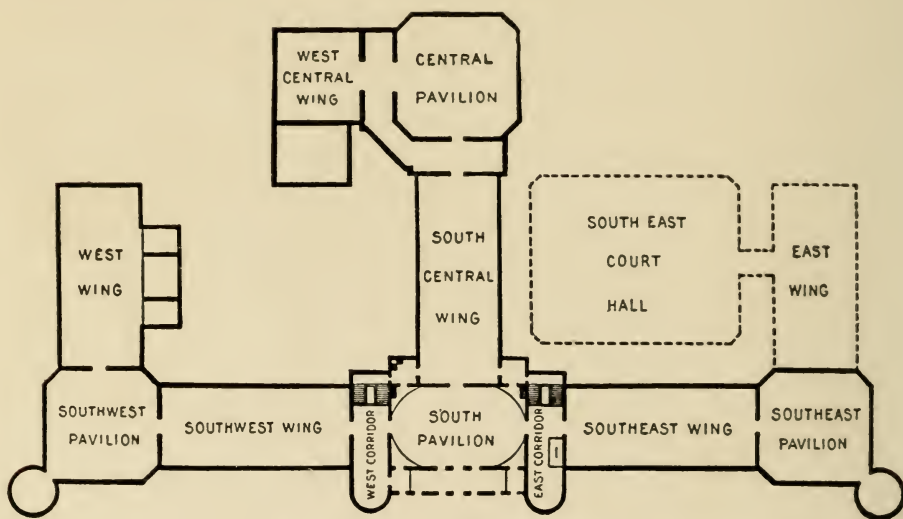 WEST
CENTRAL
WING
CENTRAL
PAVILION
WEST
WING
SOUTH
CENTRAL
WING
SOUTH EAST
COURT
HALL
EAST
WING
SOUTHWEST
PAVILION
SOUTHWEST WING
WEST CORRIDOR
SOUTH
PAVILION
EAST CORRIDOR
SOUTHEAST WING
SOUTHEAST
PAVILION